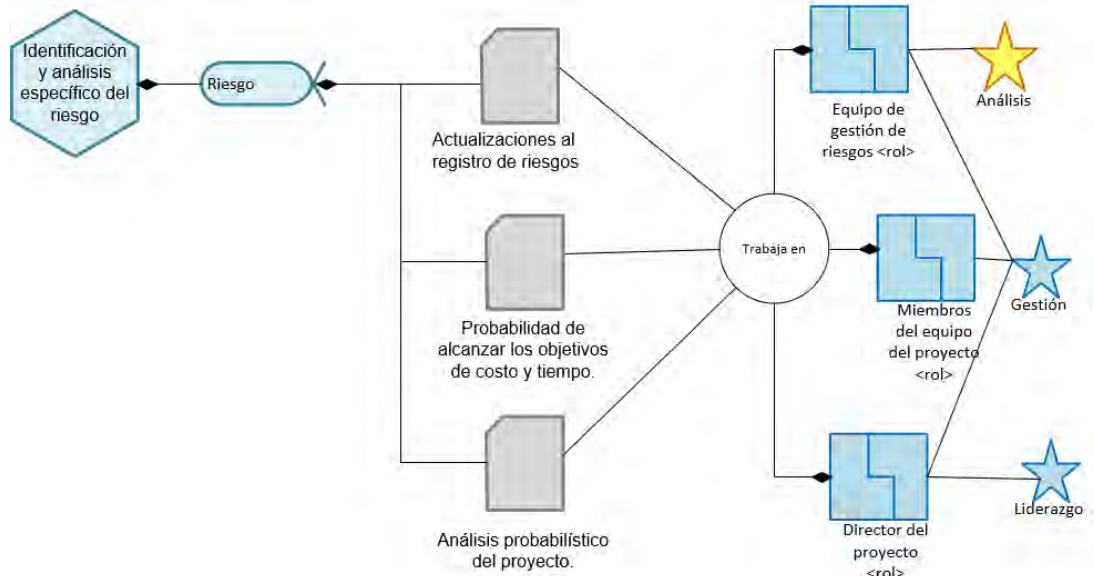 Identificación
y análisis
específico del
riesgo
Riesgo
Actualizaciones al
registro de riesgos
Probabilidad de
alcanzar los objetivos
de costo y tiempo.
Análisis probabilístico
del proyecto.
Trabaja en
Equipo de
gestión de
riesgos <rol>
Miembros
del equipo
del proyecto
<rol>
Director del
proyecto
<rol>
Análisis
Gestión
Liderazgo